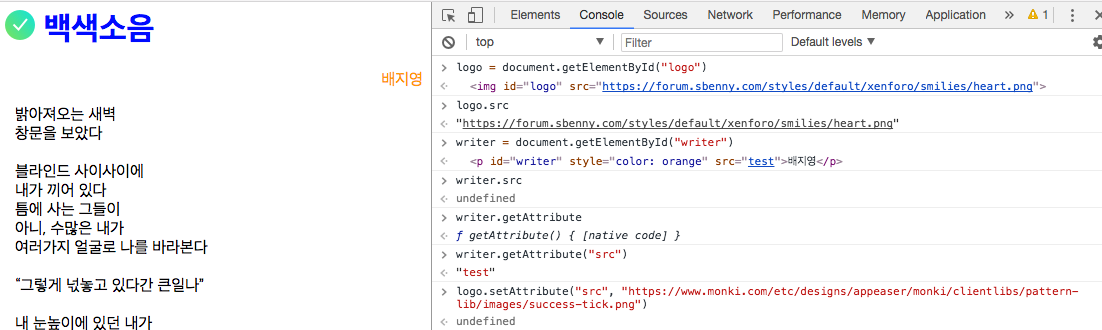 백색소음
배지영
밝아져오는 새벽
창문을 보았다
블라인드 사이사이에
내가 끼어 있다
틈에 사는 그들이
아니, 수많은 내가
여러가지 얼굴로 나를 바라본다
“그렇게 넋놓고 있다간 큰일나”
내 눈높이에 있던 내가
Elements Console Sources Network Performance Memory Application » 1
top Filter Default levels
> logo = document.getElementById("logo")
<img id="logo" src="https://forum.sbenny.com/styles/default/xenforo/smilies/heart.png">
> logo.src
"https://forum.sbenny.com/styles/default/xenforo/smilies/heart.png"
> writer = document.getElementById("writer")
<p id="writer" style="color: orange" src="test">배지영</p>
> writer.src
undefined
> writer.getAttribute
ƒ getAttribute() { [native code] }
> writer.getAttribute("src")
"test"
> logo.setAttribute("src", "https://www.monki.com/etc/designs/appeaser/monki/clientlibs/pattern-
lib/images/success-tick.png")
undefined